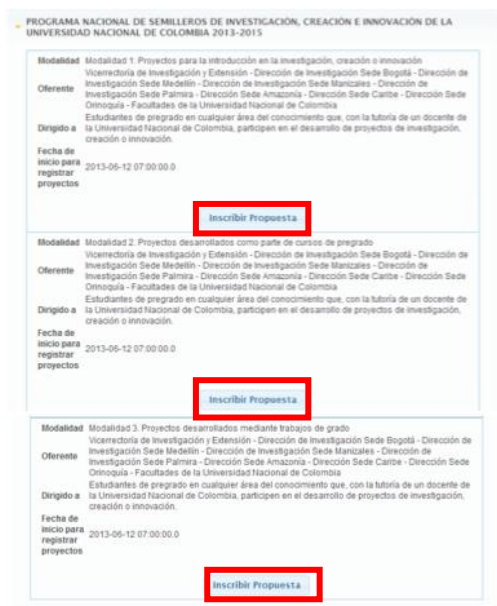 PROGRAMA NACIONAL DE SEMILLEROS DE INVESTIGACIÓN, CREACIÓN E INNOVACIÓN DE LA
UNIVERSIDAD NACIONAL DE COLOMBIA 2013-2015
Modalidad Modalidad 1. Proyectos para la introducción en la investigación, creación o innovación
Vicerrectoría de Investigación y Extensión - Dirección de Investigación Sede Bogotá - Dirección de
Oferente Investigación Sede Medellín - Dirección de Investigación Sede Manizales - Dirección de
Investigación Sede Palmira - Dirección Sede Amazonía - Dirección Sede Caribe - Dirección Sede
Orinoquía - Facultades de la Universidad Nacional de Colombia
Estudiantes de pregrado en cualquier área del conocimiento que, con la tutoría de un docente de
Dirigido a la Universidad Nacional de Colombia, participen en el desarrollo de proyectos de investigación,
creación o innovación.
Fecha de
inicio para
registrar
proyectos
2013-06-12 07:00:00.0
Inscribir Propuesta
Modalidad Modalidad 2. Proyectos desarrollados como parte de cursos de pregrado
Vicerrectoría de Investigación y Extensión - Dirección de Investigación Sede Bogotá - Dirección de
Oferente Investigación Sede Medellín - Dirección de Investigación Sede Manizales - Dirección de
Investigación Sede Palmira - Dirección Sede Amazonía - Dirección Sede Caribe - Dirección Sede
Orinoquía - Facultades de la Universidad Nacional de Colombia
Estudiantes de pregrado en cualquier área del conocimiento que, con la tutoría de un docente de
Dirigido a la Universidad Nacional de Colombia, participen en el desarrollo de proyectos de investigación,
creación o innovación.
Fecha de
inicio para
registrar
proyectos
2013-06-12 07:00:00.0
Inscribir Propuesta
Modalidad Modalidad 3. Proyectos desarrollados mediante trabajos de grado
Vicerrectoría de Investigación y Extensión - Dirección de Investigación Sede Bogotá - Dirección de
Oferente Investigación Sede Medellín - Dirección de Investigación Sede Manizales - Dirección de
Investigación Sede Palmira - Dirección Sede Amazonía - Dirección Sede Caribe - Dirección Sede
Orinoquía - Facultades de la Universidad Nacional de Colombia
Estudiantes de pregrado en cualquier área del conocimiento que, con la tutoría de un docente de
Dirigido a la Universidad Nacional de Colombia, participen en el desarrollo de proyectos de investigación,
creación o innovación.
Fecha de
inicio para
registrar
proyectos
2013-06-12 07:00:00.0
Inscribir Propuesta